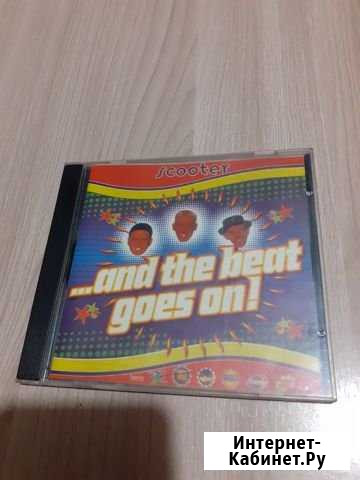 scooter
...and the beat
goes on!
Интернет-
Кабинет.Ру